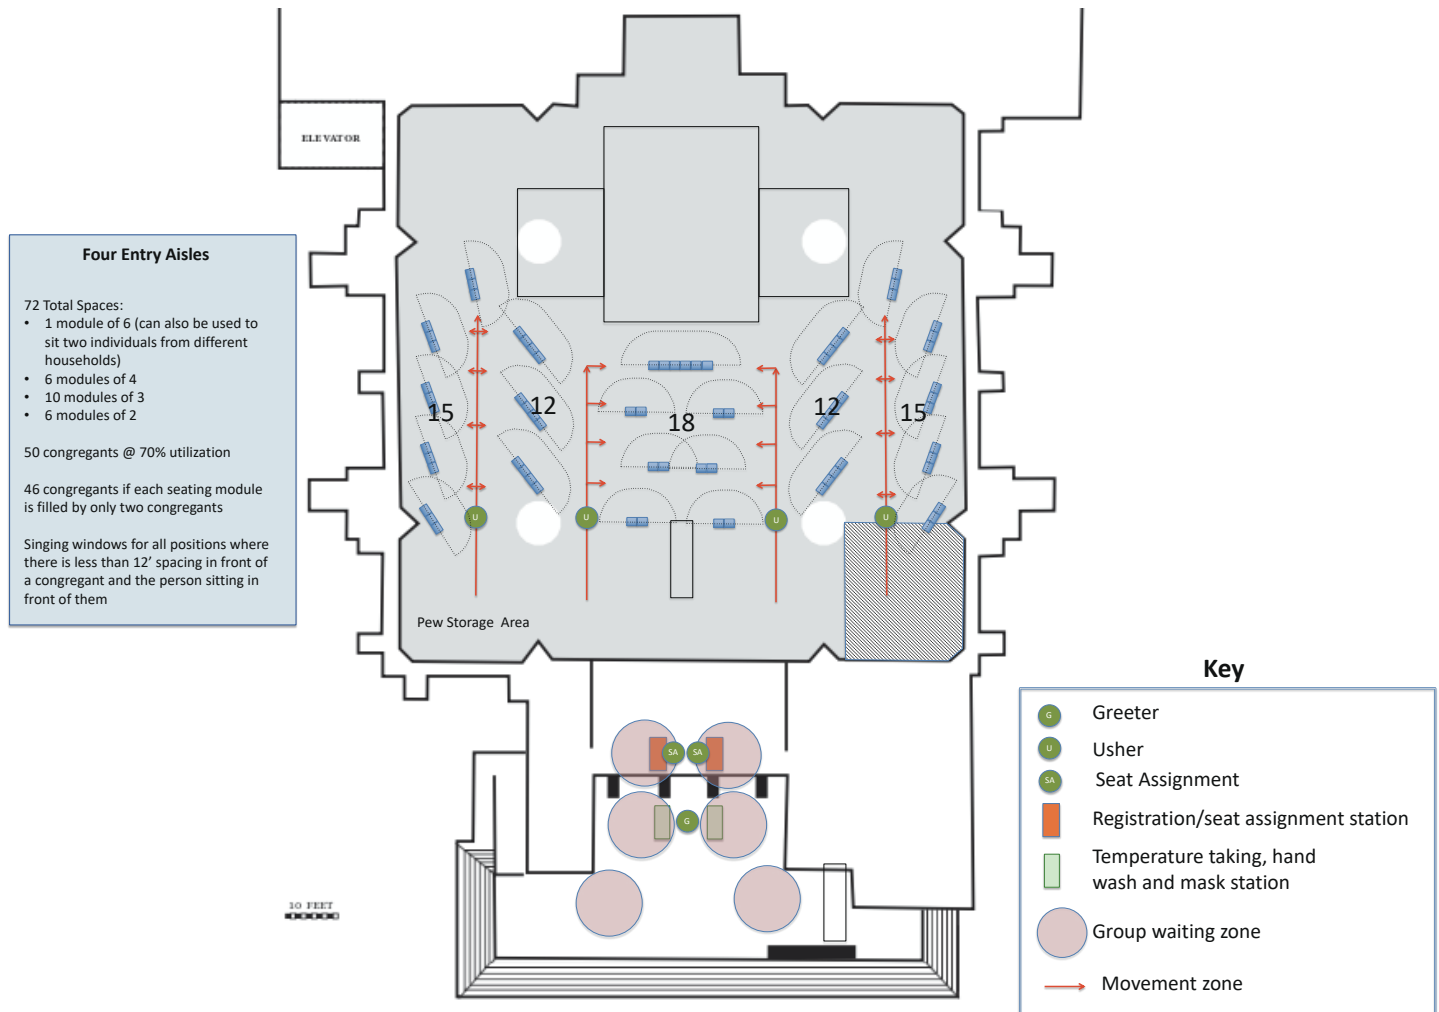 ELEVATOR
Four Entry Aisles
72 Total Spaces:
• 1 module of 6 (can also be used to
sit two individuals from different
households)
• 6 modules of 4
• 10 modules of 3
• 6 modules of 2
50 congregants @ 70% utilization
46 congregants if each seating module
is filled by only two congregants
Singing windows for all positions where
there is less than 12’ spacing in front of
a congregant and the person sitting in
front of them
15
12
18
12
15
U
U
U
U
Pew Storage Area
SA
SA
G
10 FEET
Key
G Greeter
U Usher
SA Seat Assignment
Registration/seat assignment station
Temperature taking, hand
wash and mask station
Group waiting zone
Movement zone